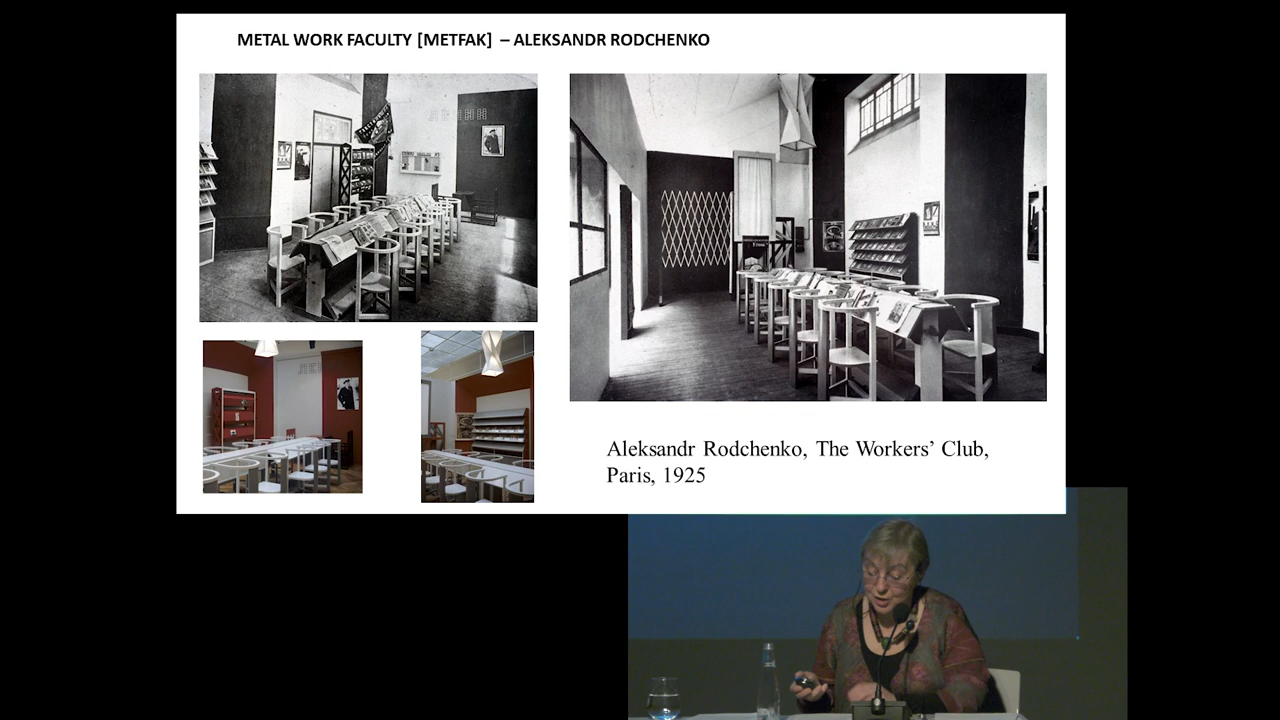 METAL WORK FACULTY [METFAK] – ALEKSANDR RODCHENKO
Aleksandr Rodchenko, The Workers’ Club,
Paris, 1925